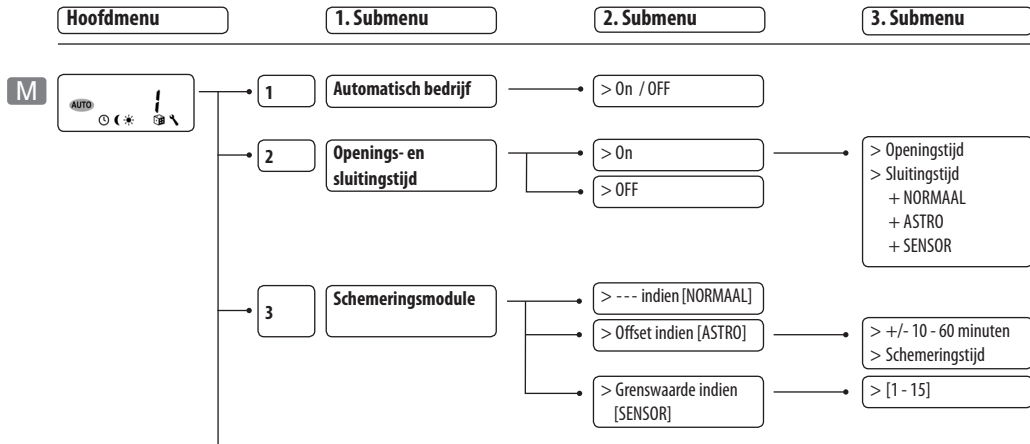 Hoofdmenu
1. Submenu
2. Submenu
3. Submenu
M
AUTO
1
1
Automatisch bedrijf
> On / OFF
2
Openings- en
sluitingstijd
> On
> OFF
> Openingstijd
> Sluitingstijd
+ NORMAAL
+ ASTRO
+ SENSOR
3
Schemeringsmodule
> --- indien [NORMAAL]
> Offset indien [ASTRO]
> +/- 10 - 60 minuten
> Schemeringstijd
> Grenswaarde indien
[SENSOR]
> [1 - 15]